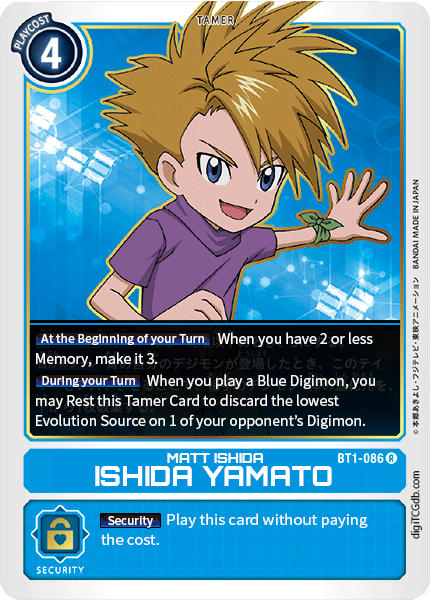 TAMER
PLAYCOST
4
At the Beginning of your Turn When you have 2 or less
Memory, make it 3.
During your Turn When you play a Blue Digimon, you
may Rest this Tamer Card to discard the lowest
Evolution Source on 1 of your opponent's Digimon.
©本郷あきよし・フジテレビ・東映アニメーション BANDAI MADE IN JAPAN
MATT ISHIDA
BT1-086 R
ISHIDA YAMATO
Security Play this card without paying
the cost.
SECURITY
digiTCGdb.com